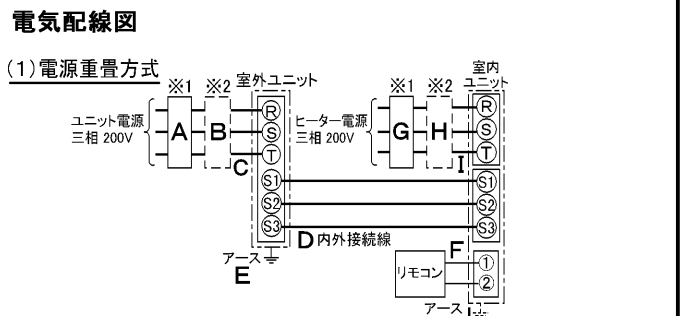 電気配線図
(1)電源重畳方式
※1 ※2 室外ユニット
ユニット電源
三相 200V
A B C
R
S
T
S1
S2
S3
アース
E
D 内外接続線
※1 ※2 室内
ユニット
ヒーター電源
三相 200V
G H I
R
S
T
S1
S2
S3
F
リモコン
1
2
アース